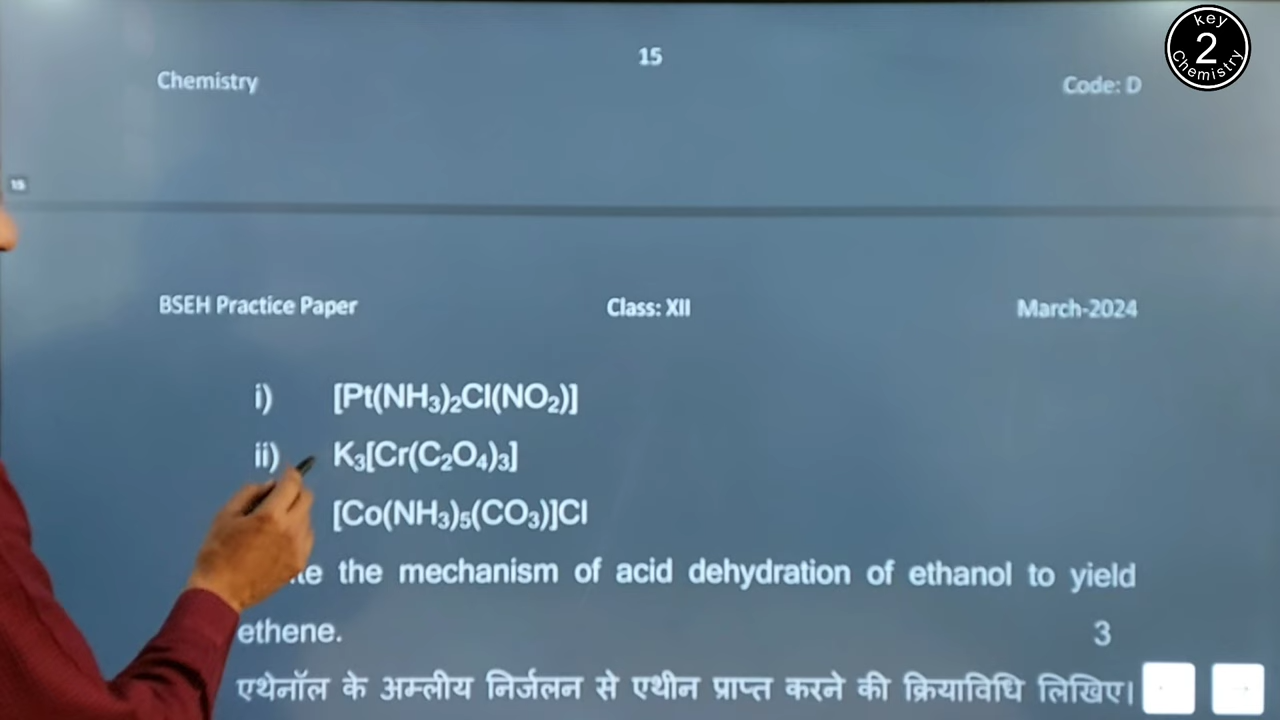 key
2
Chemistry
15
Chemistry
Code: D
15
BSEH Practice Paper
Class: XII
March-2024
i) [Pt(NH₃)₂Cl(NO₂)]
ii) K₃[Cr(C₂O₄)₃]
[Co(NH₃)₅(CO₃)]Cl
the mechanism of acid dehydration of ethanol to yield
ethene. 3
एथेनॉल के अम्लीय निर्जलन से एथीन प्राप्त करने की क्रियाविधि लिखिए।